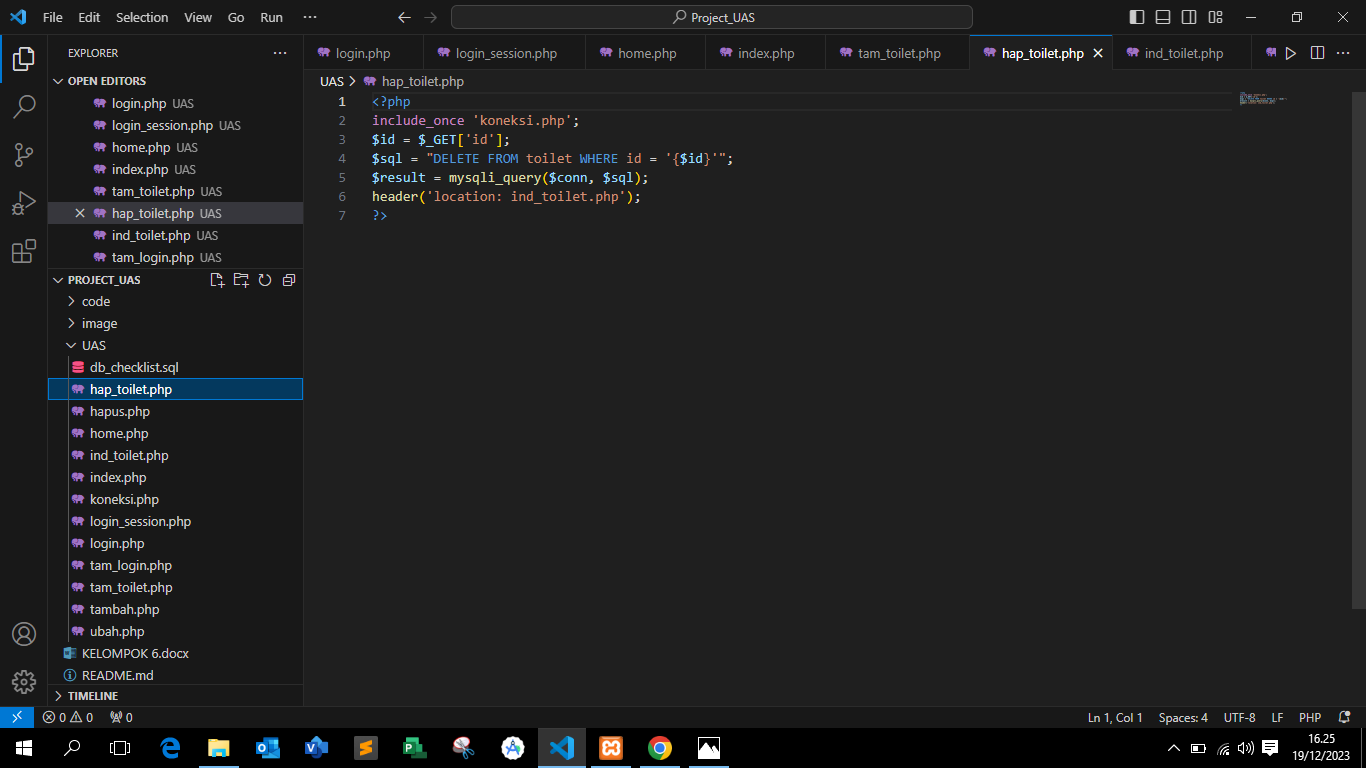 File Edit Selection View Go Run ···
Project_UAS
EXPLORER
OPEN EDITORS
login.php UAS
login_session.php UAS
home.php UAS
index.php UAS
tam_toilet.php UAS
hap_toilet.php UAS
ind_toilet.php UAS
tam_login.php UAS
PROJECT_UAS
code
image
UAS
db_checklist.sql
hap_toilet.php
hapus.php
home.php
ind_toilet.php
index.php
koneksi.php
login_session.php
login.php
tam_login.php
tam_toilet.php
tambah.php
ubah.php
KELOMPOK 6.docx
README.md
TIMELINE
login.php login_session.php home.php index.php tam_toilet.php hap_toilet.php ind_toilet.php
UAS > hap_toilet.php
1 <?php
2 include_once 'koneksi.php';
3 $id = $_GET['id'];
4 $sql = "DELETE FROM toilet WHERE id = '{$id}'";
5 $result = mysqli_query($conn, $sql);
6 header('location: ind_toilet.php');
7 ?>
0 0 0
Ln 1, Col 1 Spaces: 4 UTF-8 LF PHP
16.25
19/12/2023